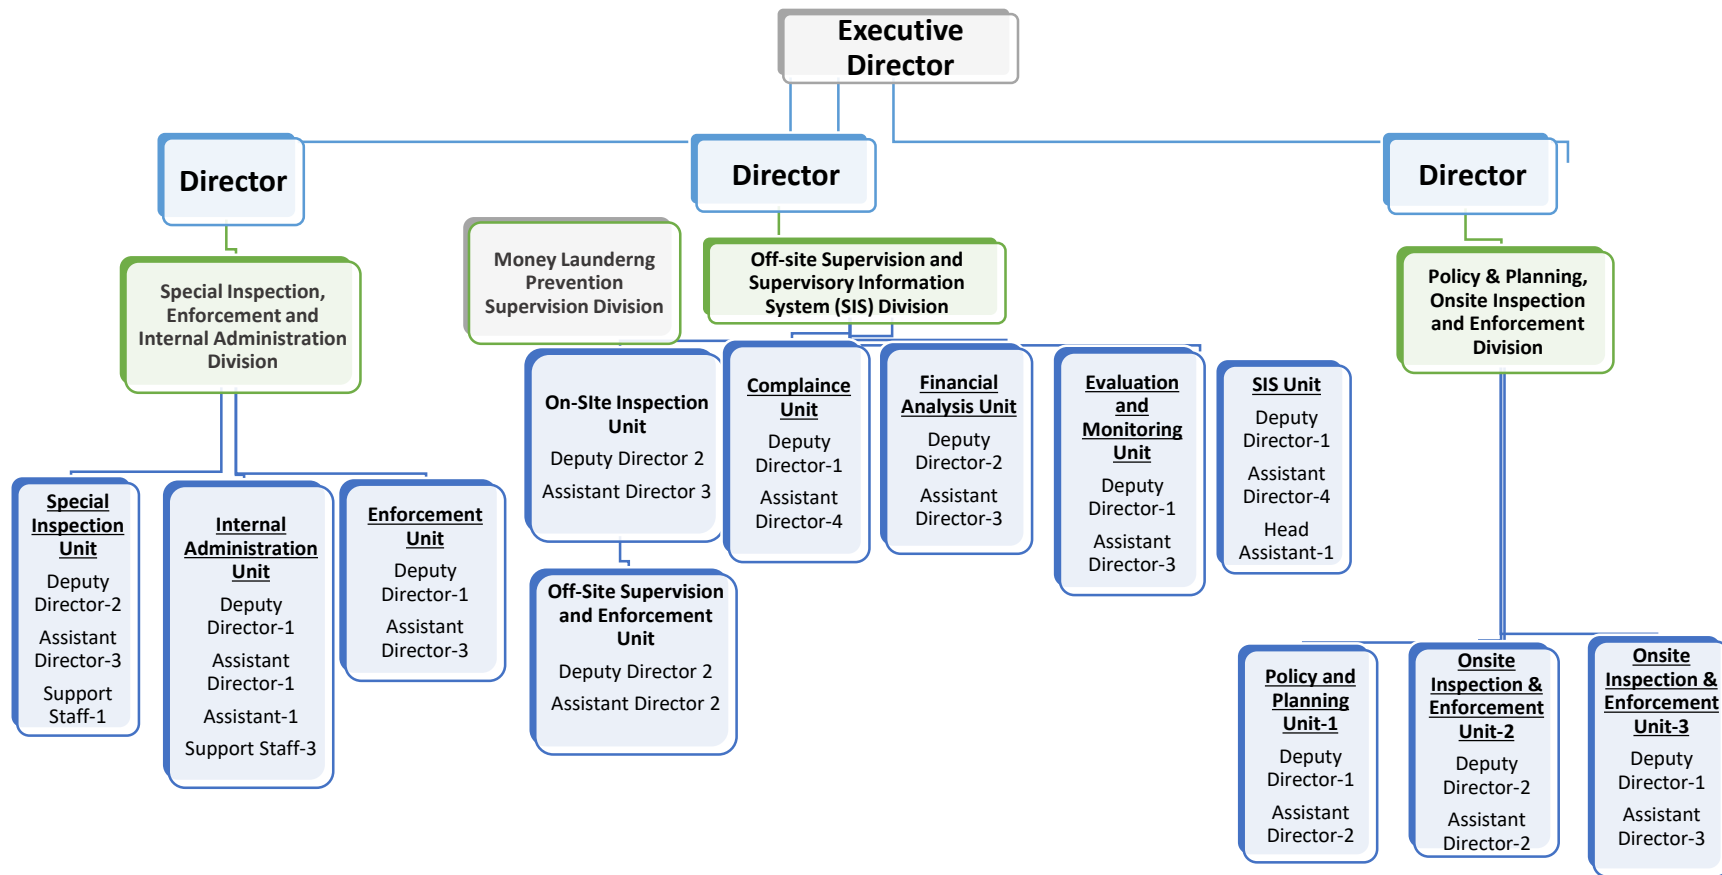 Executive
Director
Director
Director
Director
Special Inspection,
Enforcement and
Internal Administration
Division
Money Launderng
Prevention
Supervision Division
Off-site Supervision and
Supervisory Information
System (SIS) Division
Policy & Planning,
Onsite Inspection
and Enforcement
Division
Special
Inspection
Unit
Deputy
Director-2
Assistant
Director-3
Support
Staff-1
Internal
Administration
Unit
Deputy
Director-1
Assistant
Director-1
Assistant-1
Support Staff-3
Enforcement
Unit
Deputy
Director-1
Assistant
Director-3
On-SIte Inspection
Unit
Deputy Director 2
Assistant Director 3
Off-Site Supervision
and Enforcement
Unit
Deputy Director 2
Assistant Director 2
Complaince
Unit
Deputy
Director-1
Assistant
Director-4
Financial
Analysis Unit
Deputy
Director-2
Assistant
Director-3
Evaluation
and
Monitoring
Unit
Deputy
Director-1
Assistant
Director-3
SIS Unit
Deputy
Director-1
Assistant
Director-4
Head
Assistant-1
Policy and
Planning
Unit-1
Deputy
Director-1
Assistant
Director-2
Onsite
Inspection &
Enforcement
Unit-2
Deputy
Director-2
Assistant
Director-2
Onsite
Inspection &
Enforcement
Unit-3
Deputy
Director-1
Assistant
Director-3